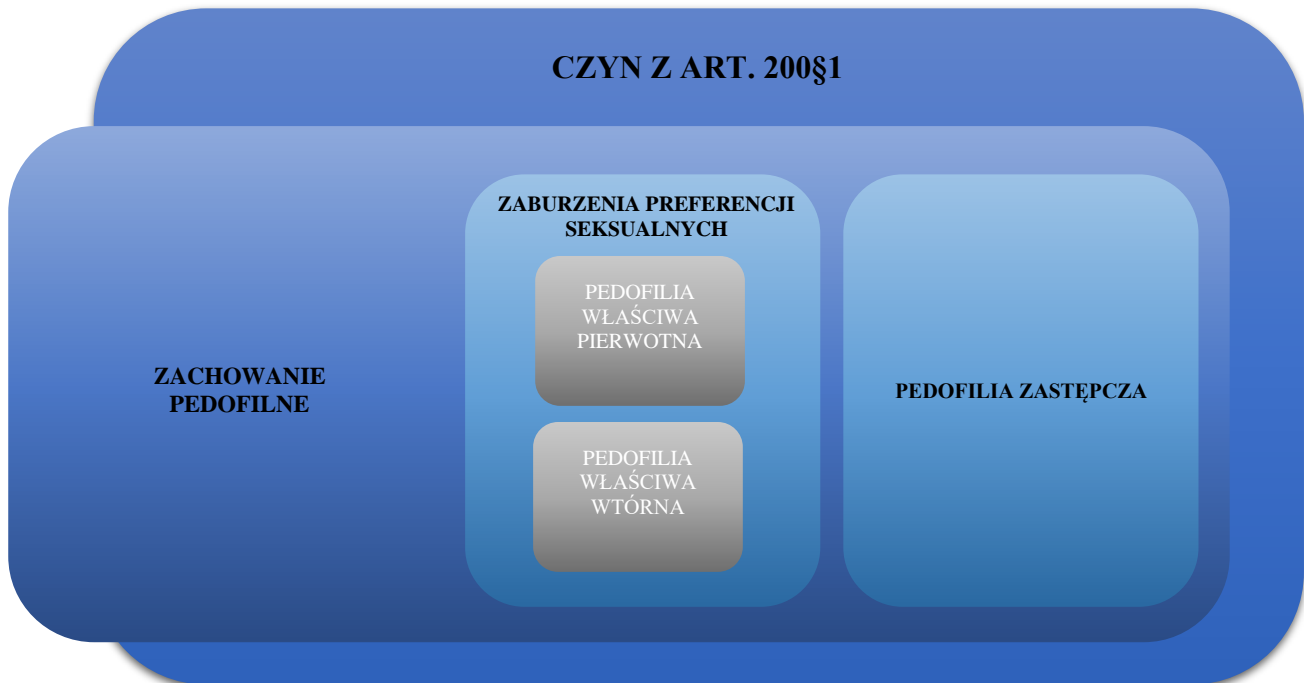 CZYN Z ART. 200§1
ZABURZENIA PREFERENCJI
SEKSUALNYCH
PEDOFILIA
WŁAŚCIWA
PIERWOTNA
ZACHOWANIE
PEDOFILNE
PEDOFILIA ZASTĘPCZA
PEDOFILIA
WŁAŚCIWA
WTÓRNA